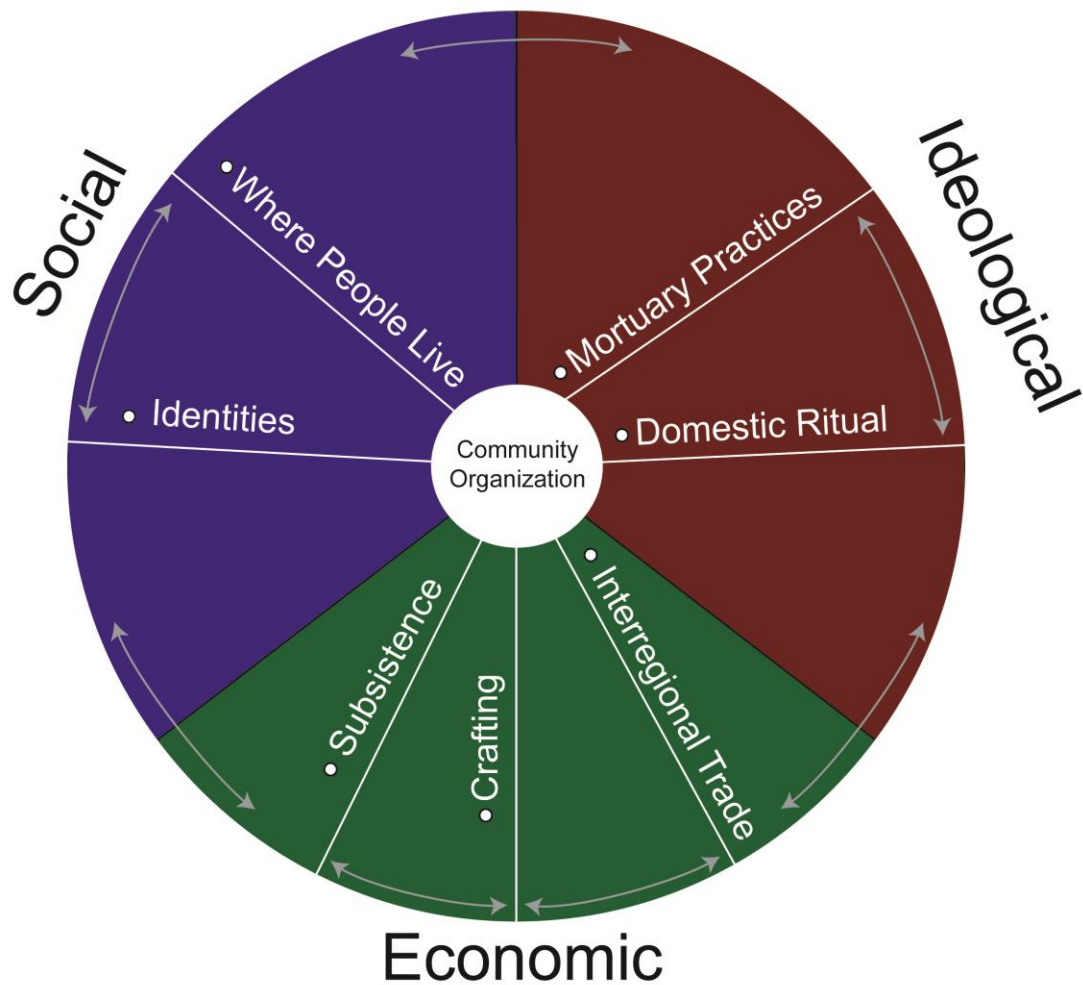 Social
Ideological
Where People Live
Mortuary Practices
Identities
Domestic Ritual
Community
Organization
Subsistence
Crafting
Interregional Trade
Economic